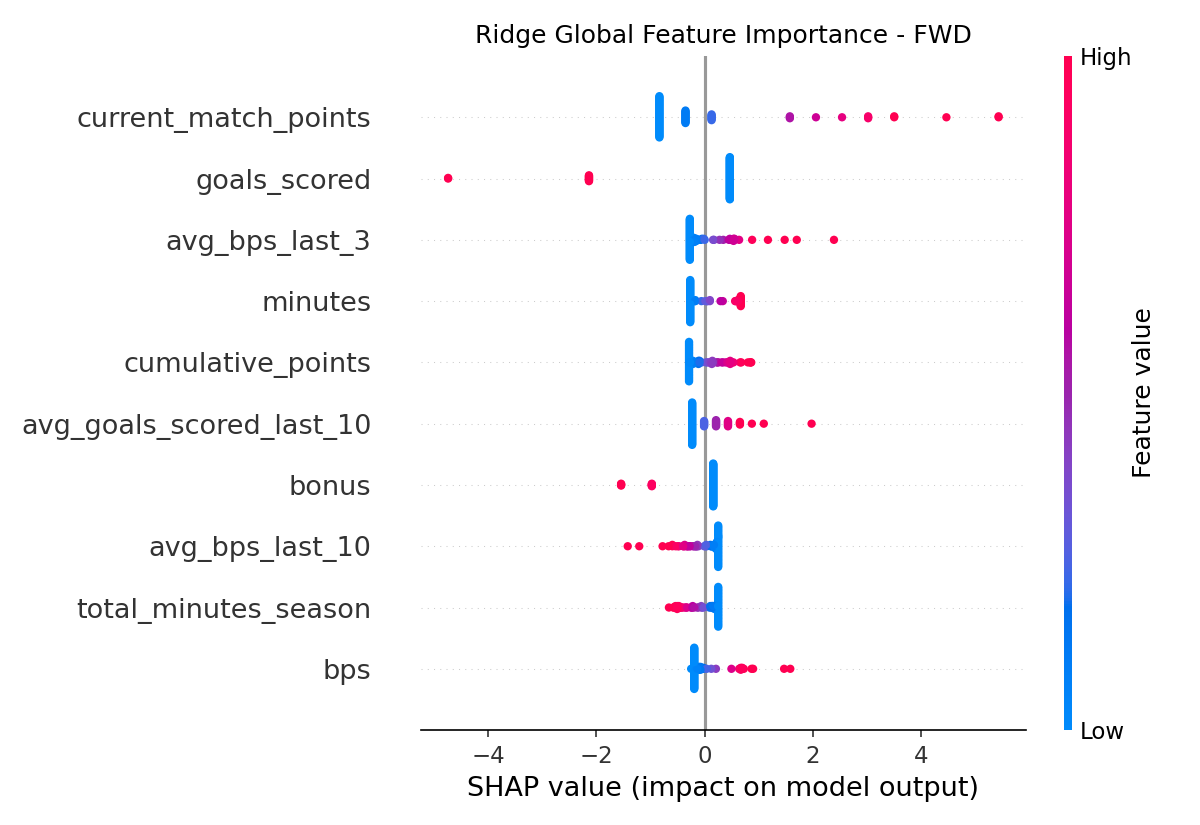 Ridge Global Feature Importance - FWD
High
current_match_points
goals_scored
avg_bps_last_3
minutes
cumulative_points
avg_goals_scored_last_10
bonus
avg_bps_last_10
total_minutes_season
bps
Feature value
Low
−4 −2 0 2 4
SHAP value (impact on model output)